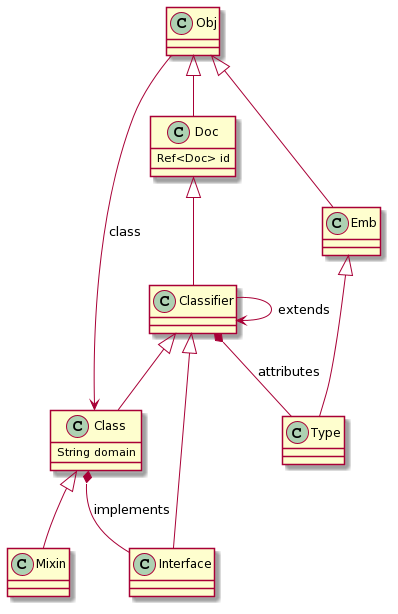 C Obj
C Doc
Ref<Doc> id
class
C Emb
C Classifier
extends
attributes
C Class
String domain
C Type
implements
C Mixin
C Interface